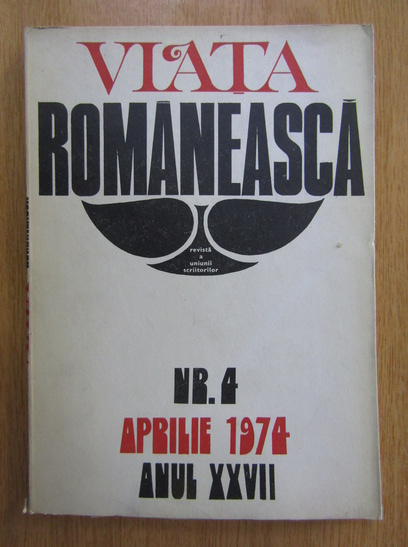 VIAȚA
ROMÂNEASCĂ
revistă
a
uniunii
scriitorilor
NR. 4
APRILIE 1974
ANUL XXVII